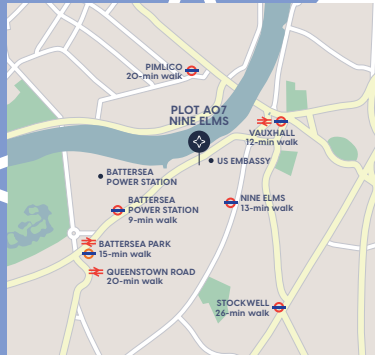 PIMLICO
20-min walk
PLOT A07
NINE ELMS
VAUXHALL
12-min walk
US EMBASSY
BATTERSEA
POWER STATION
BATTERSEA
POWER STATION
9-min walk
NINE ELMS
13-min walk
BATTERSEA PARK
15-min walk
QUEENSTOWN ROAD
20-min walk
STOCKWELL
26-min walk